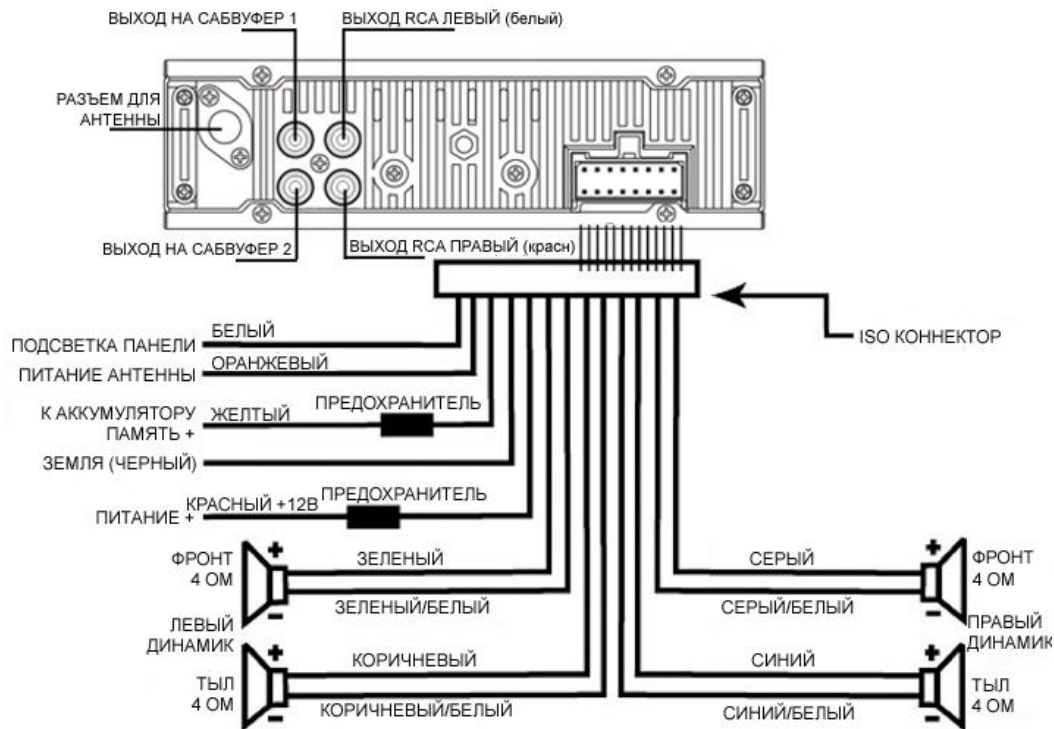 ВЫХОД НА САБВУФЕР 1
ВЫХОД RCA ЛЕВЫЙ (белый)
РАЗЪЕМ ДЛЯ
АНТЕННЫ
ВЫХОД НА САБВУФЕР 2
ВЫХОД RCA ПРАВЫЙ (красн)
ISO КОННЕКТОР
ПОДСВЕТКА ПАНЕЛИ
БЕЛЫЙ
ПИТАНИЕ АНТЕННЫ
ОРАНЖЕВЫЙ
К АККУМУЛЯТОРУ
ПАМЯТЬ +
ЖЕЛТЫЙ
ПРЕДОХРАНИТЕЛЬ
ЗЕМЛЯ (ЧЕРНЫЙ)
ПИТАНИЕ +
КРАСНЫЙ +12В
ПРЕДОХРАНИТЕЛЬ
ФРОНТ
4 ОМ
+
-
ЗЕЛЕНЫЙ
ЗЕЛЕНЫЙ/БЕЛЫЙ
СЕРЫЙ
СЕРЫЙ/БЕЛЫЙ
+
-
ФРОНТ
4 ОМ
ЛЕВЫЙ
ДИНАМИК
ПРАВЫЙ
ДИНАМИК
ТЫЛ
4 ОМ
+
-
КОРИЧНЕВЫЙ
КОРИЧНЕВЫЙ/БЕЛЫЙ
СИНИЙ
СИНИЙ/БЕЛЫЙ
+
-
ТЫЛ
4 ОМ